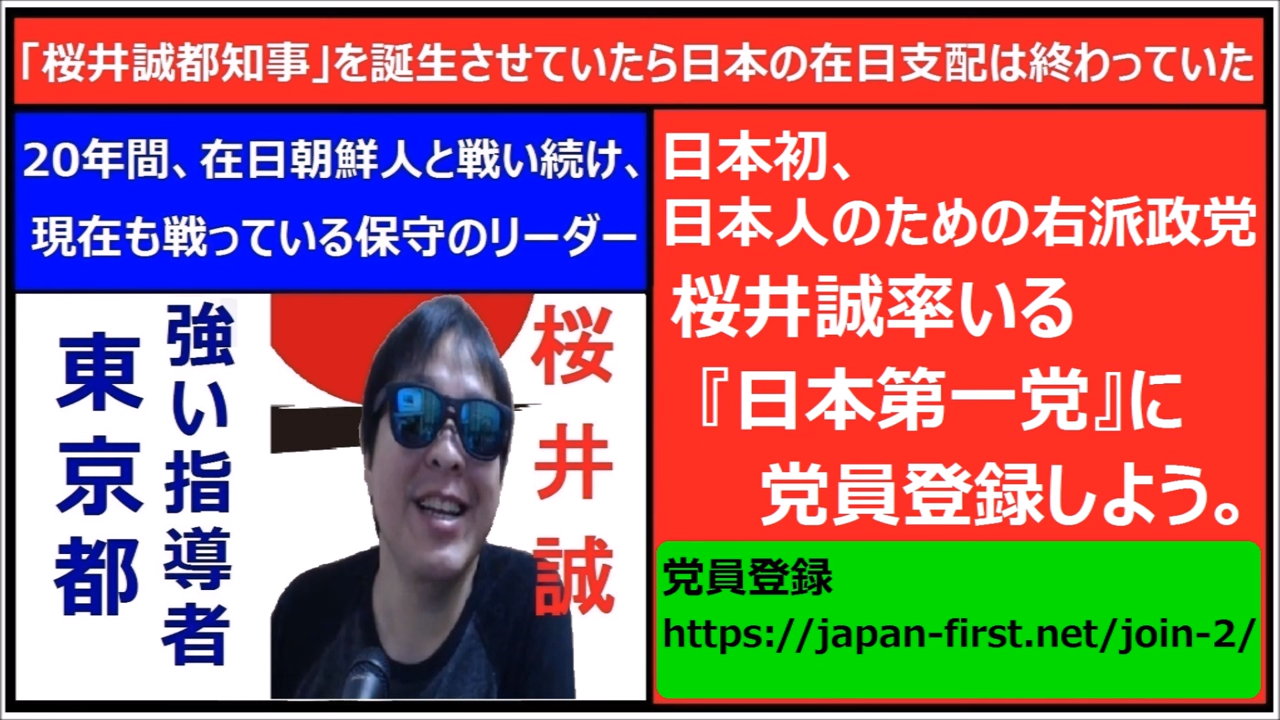 「桜井誠都知事」を誕生させていたら日本の在日支配は終わっていた
20年間、在日朝鮮人と戦い続け、
現在も戦っている保守のリーダー
桜井誠
強い指導者
東京都
日本初、
日本人のための右派政党
桜井誠率いる
『日本第一党』に
党員登録しよう。
党員登録
https://japan-first.net/join-2/